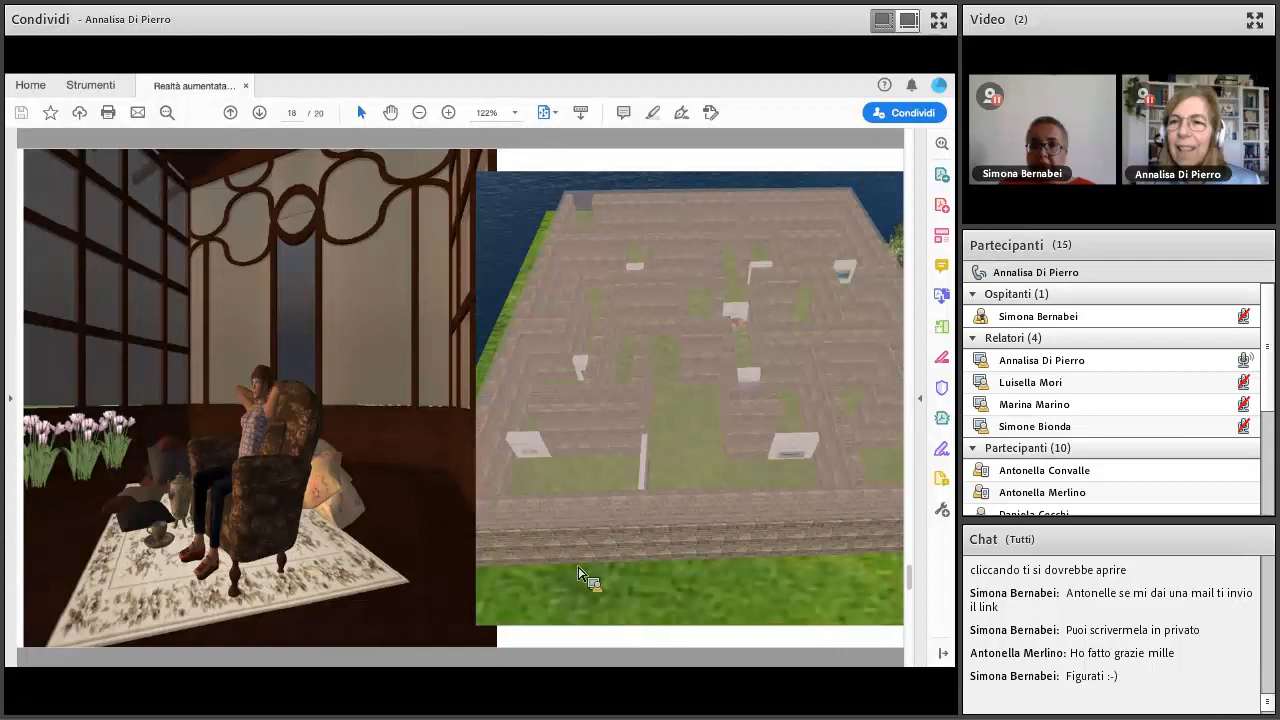 Condividi - Annalisa Di Pierro
Home Strumenti Realtà aumentata... ×
18 / 20 122% Condividi
Video (2)
Simona Bernabei
Annalisa Di Pierro
Partecipanti (15)
Annalisa Di Pierro
Ospitanti (1)
Simona Bernabei
Relatori (4)
Annalisa Di Pierro
Luisella Mori
Marina Marino
Simone Bionda
Partecipanti (10)
Antonella Convalle
Antonella Merlino
Chat (Tutti)
cliccando ti si dovrebbe aprire
Simona Bernabei: Antonelle se mi dai una mail ti invio
il link
Simona Bernabei: Puoi scrivermela in privato
Antonella Merlino: Ho fatto grazie mille
Simona Bernabei: Figurati :-)